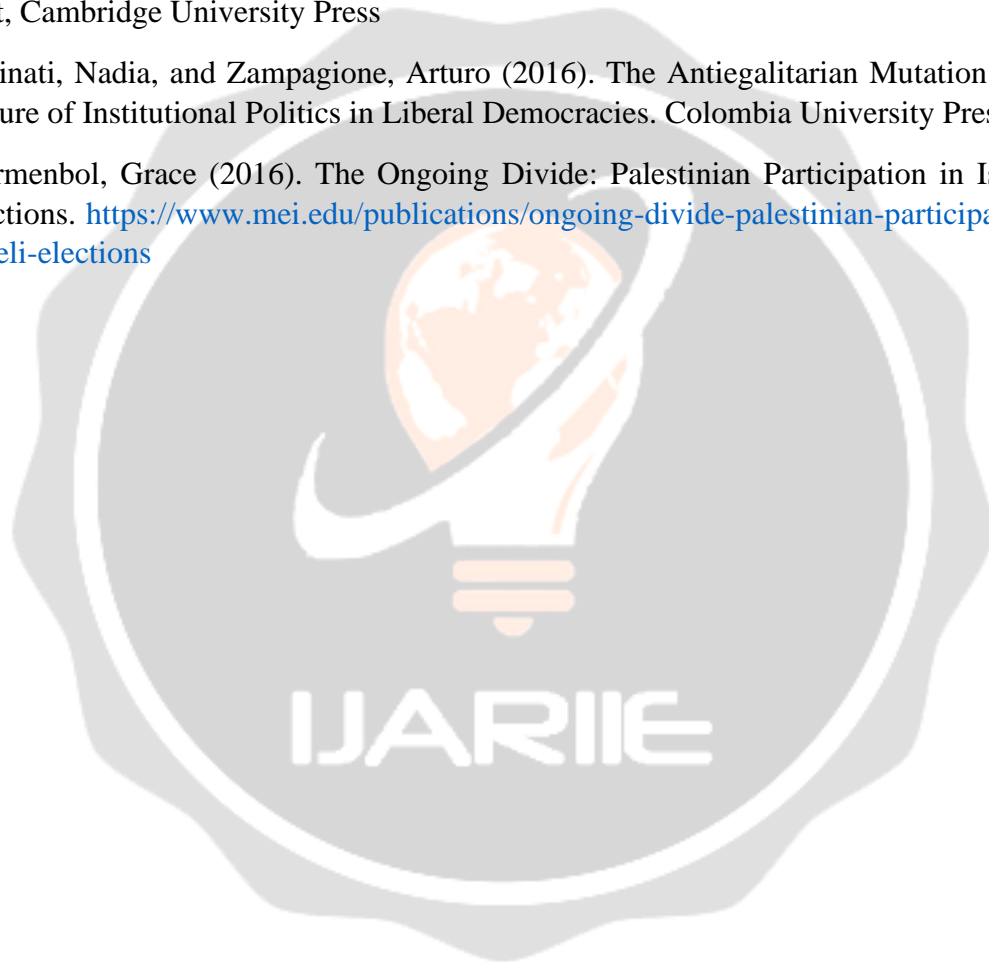 t, Cambridge University Press
inati, Nadia, and Zampagione, Arturo (2016). The Antiegalitarian Mutation
ure of Institutional Politics in Liberal Democracies. Colombia University Pres
rmenbol, Grace (2016). The Ongoing Divide: Palestinian Participation in Is
ctions. https://www.mei.edu/publications/ongoing-divide-palestinian-participa
eli-elections
IJARIIE